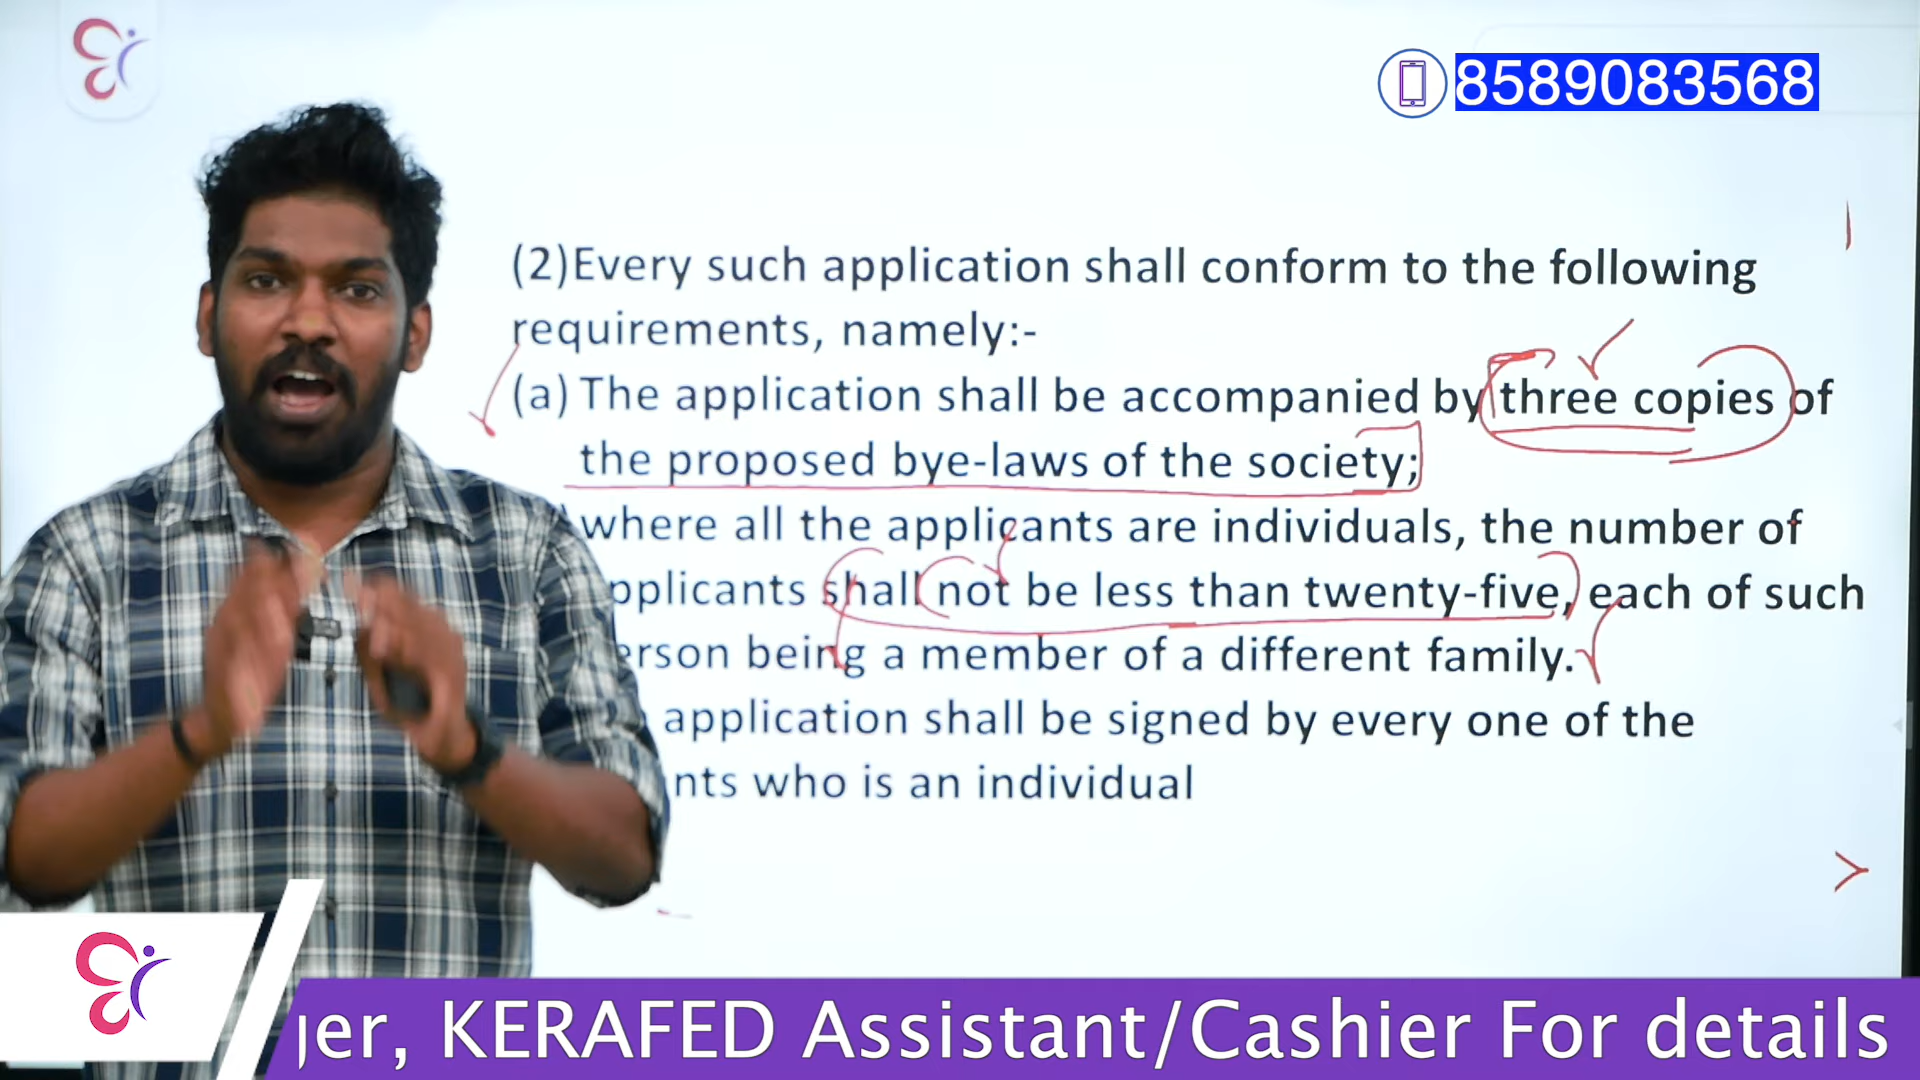 8589083568
(2)Every such application shall conform to the following
requirements, namely:-
(a) The application shall be accompanied by three copies of
the proposed bye-laws of the society;
where all the applicants are individuals, the number of
pplicants shall not be less than twenty-five, each of such
erson being a member of a different family.
application shall be signed by every one of the
nts who is an individual
ger, KERAFED Assistant/Cashier For details